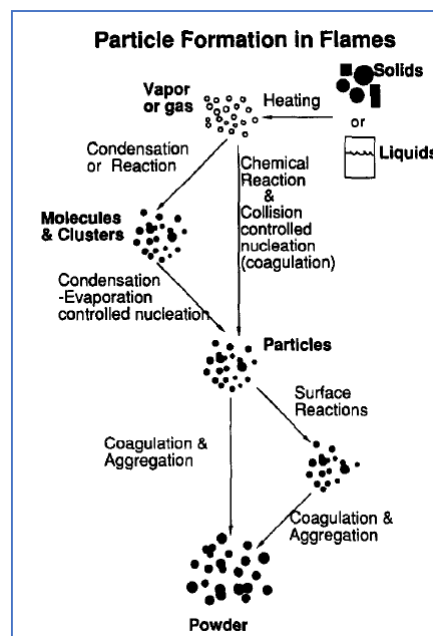 Particle Formation in Flames
Solids
Vapor
or gas
Heating
or
Liquids
Condensation
or Reaction
Chemical
Reaction
&
Collision
controlled
nucleation
(coagulation)
Molecules
& Clusters
Condensation
-Evaporation
controlled nucleation
Particles
Surface
Reactions
Coagulation &
Aggregation
Coagulation &
Aggregation
Powder